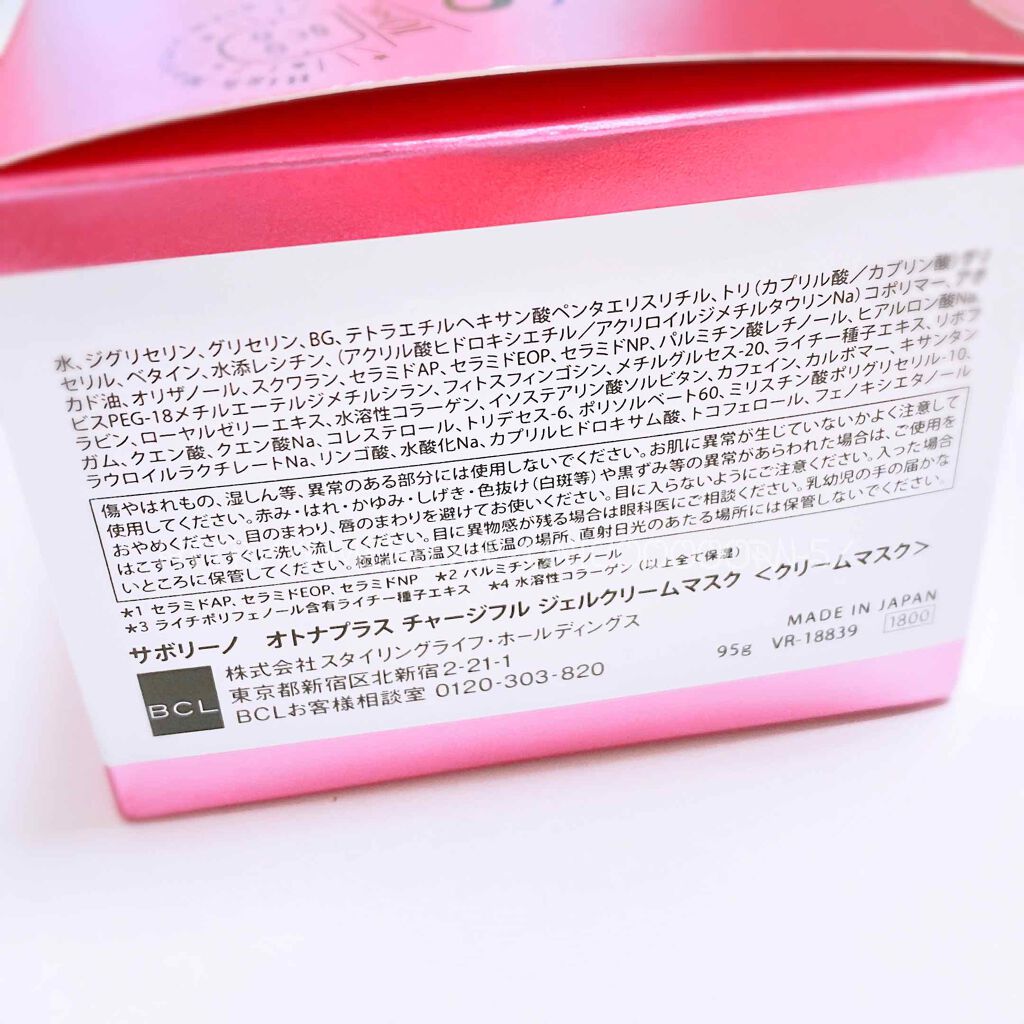 水、ジグリセリン、グリセリン、BG、テトラエチルヘキサン酸ペンタエリスリチル、トリ(カプリル酸／カプリン酸)グリ
セリル、ベタイン、水添レシチン、(アクリル酸ヒドロキシエチル／アクリロイルジメチルタウリンNa)コポリマー、アボ
カド油、オリザノール、スクワラン、セラミドAP、セラミドEOP、セラミドNP、パルミチン酸レチノール、ヒアルロン酸Na、
ビスPEG-18メチルエーテルジメチルシラン、フィトスフィンゴシン、メチルグルセス-20、ライチー種子エキス、リボフ
ラビン、ローヤルゼリーエキス、水溶性コラーゲン、イソステアリン酸ソルビタン、カフェイン、カルボマー、キサンタン
ガム、クエン酸、クエン酸Na、コレステロール、トリデセス-6、ポリソルベート60、ミリスチン酸ポリグリセリル-10、
ラウロイルラクチレートNa、リンゴ酸、水酸化Na、カプリルヒドロキサム酸、トコフェロール、フェノキシエタノール
傷やはれもの、湿しん等、異常のある部分には使用しないでください。お肌に異常が生じていないかよく注意して
使用してください。赤み・はれ・かゆみ・しげき・色抜け(白斑等)や黒ずみ等の異常があらわれた場合は、ご使用を
おやめください。目のまわり、唇のまわりを避けてお使いください。目に入らないようにご注意ください。入った場合
はこすらずにすぐに洗い流してください。目に異物感が残る場合は眼科医にご相談ください。乳幼児の手の届かな
いところに保管してください。極端に高温又は低温の場所、直射日光のあたる場所には保管しないでください。
*1 セラミドAP、セラミドEOP、セラミドNP *2 パルミチン酸レチノール
*3 ライチポリフェノール含有ライチー種子エキス *4 水溶性コラーゲン (以上全て保湿)
サボリーノ オトナプラス チャージフル ジェルクリームマスク ＜クリームマスク＞
BCL
株式会社スタイリングライフ・ホールディングス
東京都新宿区北新宿2-21-1
BCLお客様相談室 0120-303-820
MADE IN JAPAN
95g VR-18839 1800